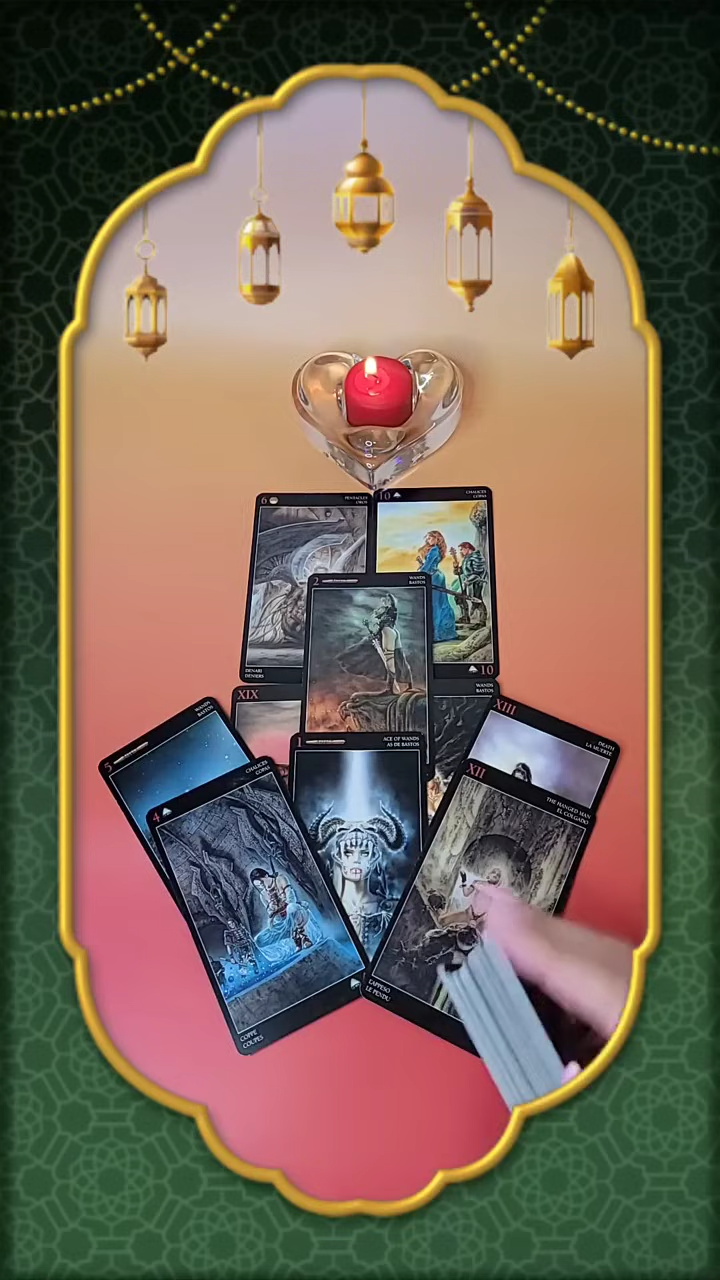 6
PENTACLES
OROS
10
CHALICES
COPAS
2
WANDS
BASTOS
DENARI
DENIERS
10
XIX
WANDS
BASTOS
XIII
DEATH
LA MUERTE
5
WANDS
BASTOS
1
ACE OF WANDS
AS DE BASTOS
4
CHALICES
COPAS
XII
THE HANGED MAN
EL COLGADO
L'APPESO
LE PENDU
COPPE
COUPES